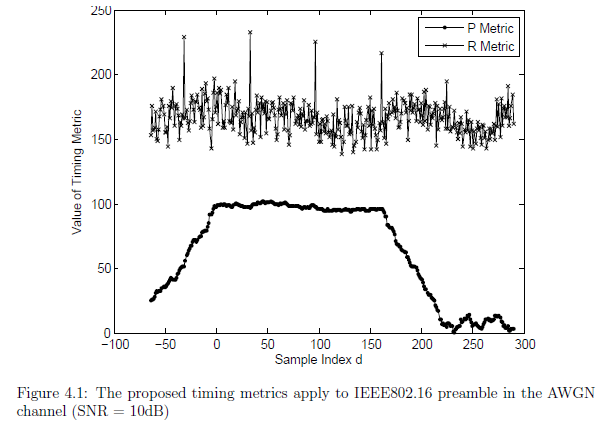 250
P Metric
R Metric
200
150
100
50
0
−100 −50 0 50 100 150 200 250 300
Value of Timing Metric
Sample Index d
Figure 4.1: The proposed timing metrics apply to IEEE802.16 preamble in the AWGN
channel (SNR = 10dB)